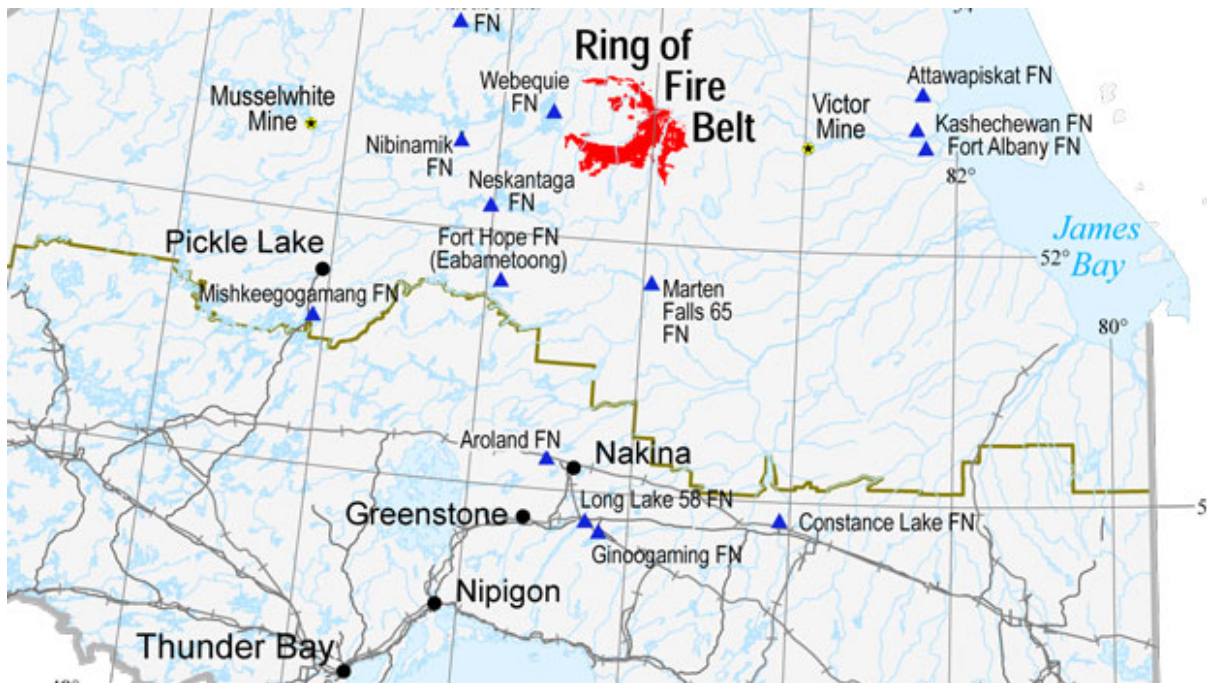 FN
Ring of
Fire
Belt
Webequie
FN
Musselwhite
Mine
Victor
Mine
Attawapiskat FN
Kashechewan FN
Fort Albany FN
Nibinamik
FN
82°
Neskantaga
FN
James
Bay
Pickle Lake
Fort Hope FN
(Eabametoong)
52°
Mishkeegogamang FN
Marten
Falls 65
FN
80°
Aroland FN
Nakina
Long Lake 58 FN
Greenstone
Constance Lake FN
Ginoogaming FN
Nipigon
Thunder Bay